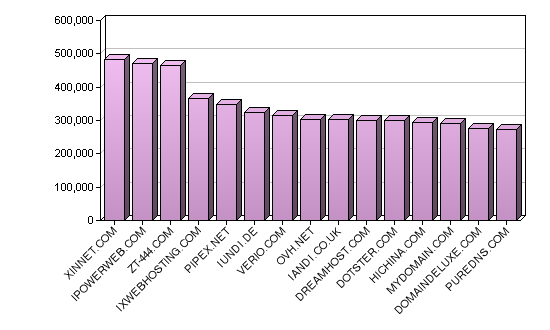 600,000
500,000
400,000
300,000
200,000
100,000
0
XINNET.COM
IPOWERWEB.COM
ZT-444.COM
IXWEBHOSTING.COM
PIPEX.NET
1UND1.DE
VERIO.COM
OVH.NET
1AND1.CO.UK
DREAMHOST.COM
DOTSTER.COM
HICHINA.COM
MYDOMAIN.COM
DOMAINDELUXE.COM
PUREDNS.COM